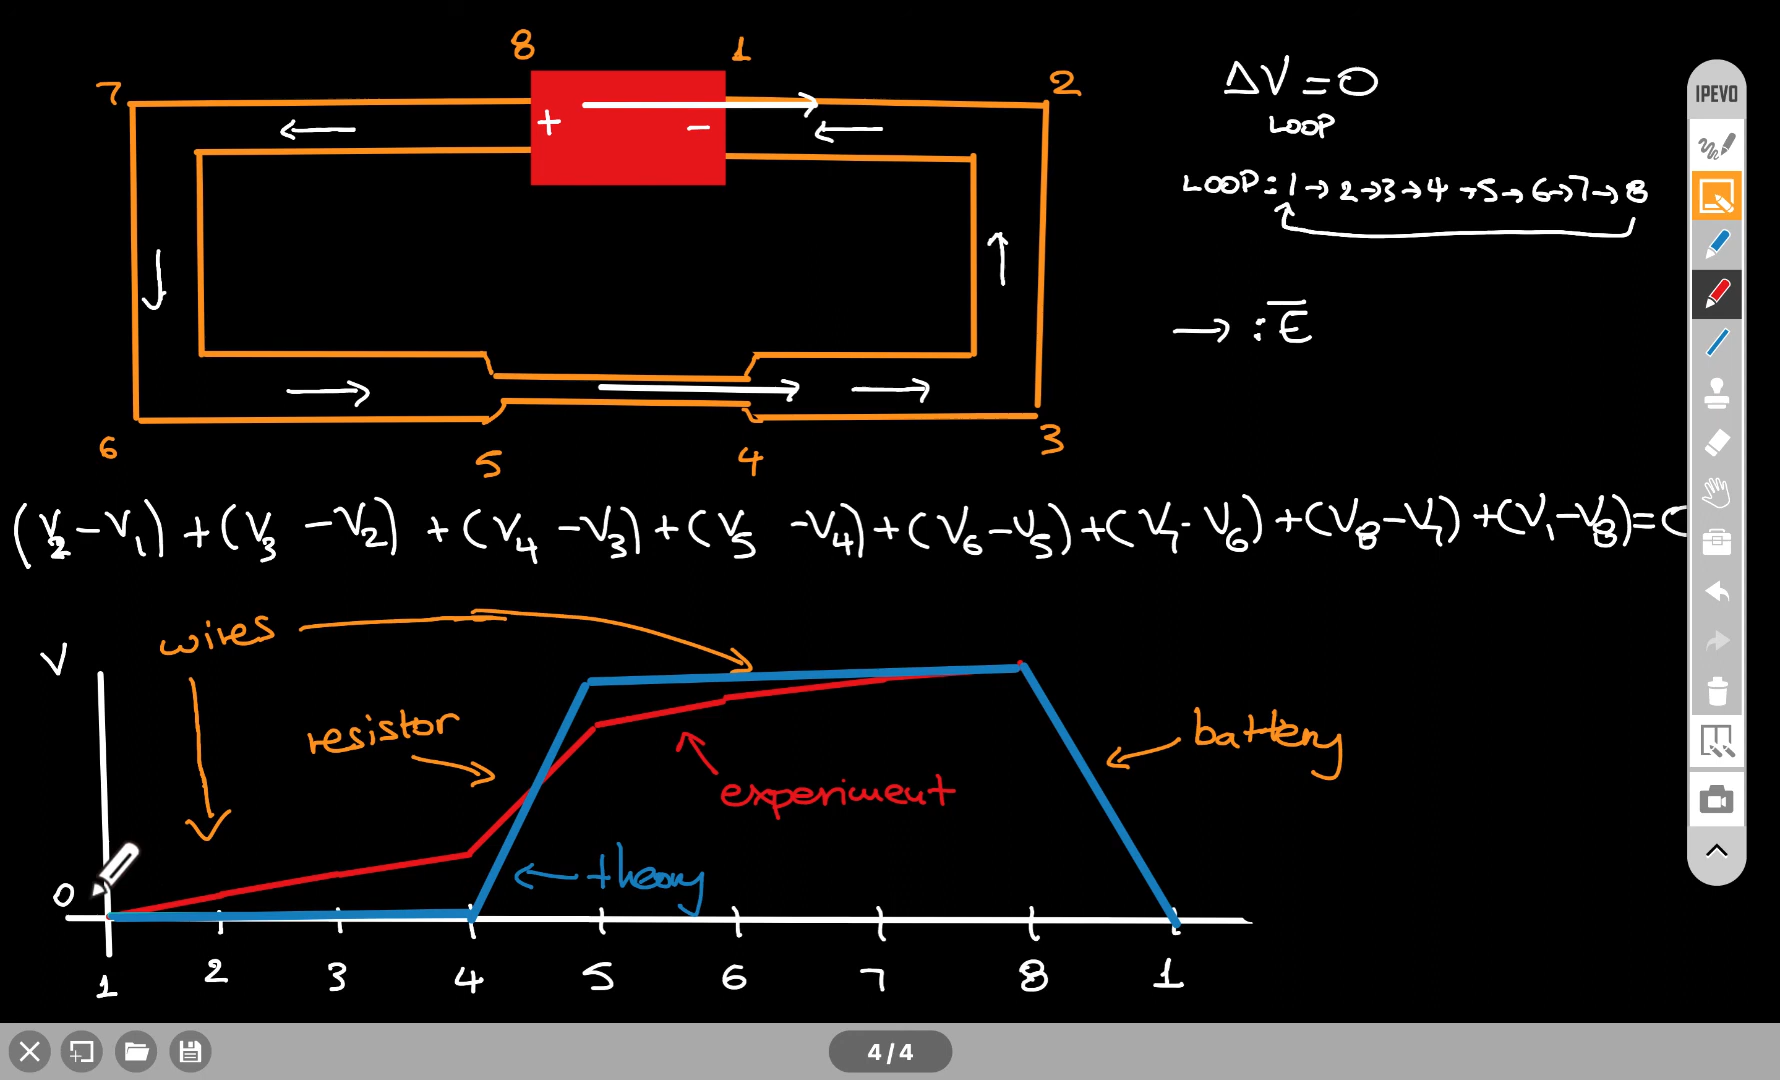 8 1
7 2
+ -
6 5 4 3
ΔV = 0
LOOP
LOOP: 1 → 2 → 3 → 4 → 5 → 6 → 7 → 8
→ : E̅
IPEVO
(V₂ - V₁) + (V₃ - V₂) + (V₄ - V₃) + (V₅ - V₄) + (V₆ - V₅) + (V₇ - V₆) + (V₈ - V₇) + (V₁ - V₈) = 0
wires
V
resistor
battery
experiment
theory
0
1 2 3 4 5 6 7 8 1
4/4